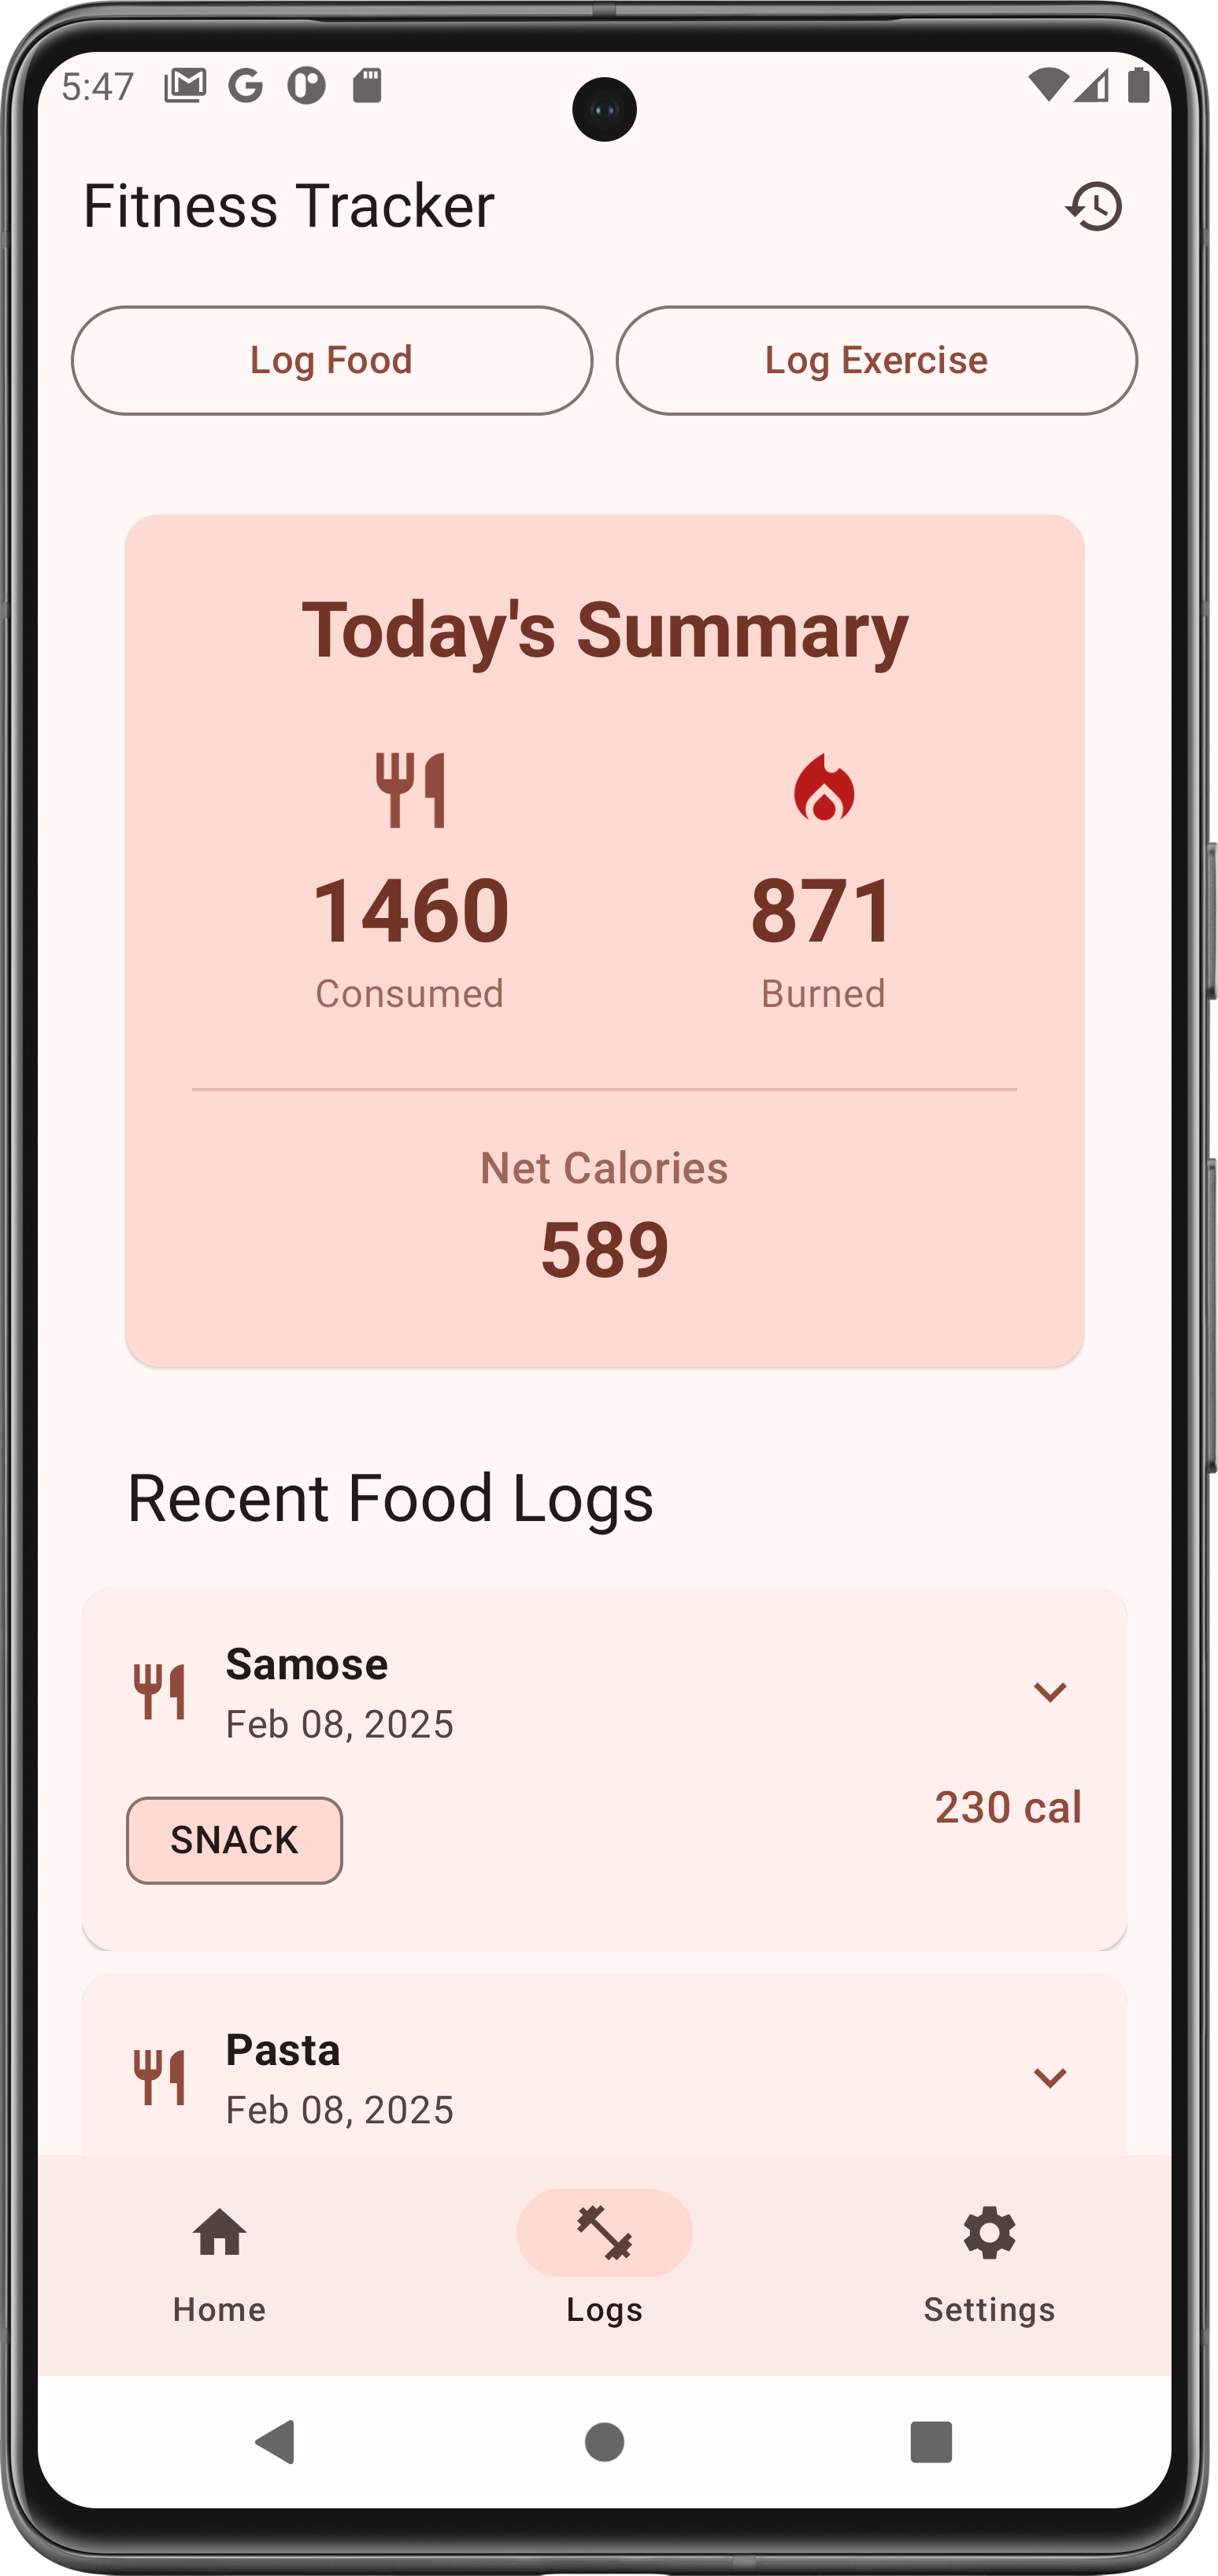 5:47
Fitness Tracker
Log Food
Log Exercise
Today's Summary
1460
871
Consumed
Burned
Net Calories
589
Recent Food Logs
Samose
Feb 08, 2025
230 cal
SNACK
Pasta
Feb 08, 2025
Home
Logs
Settings